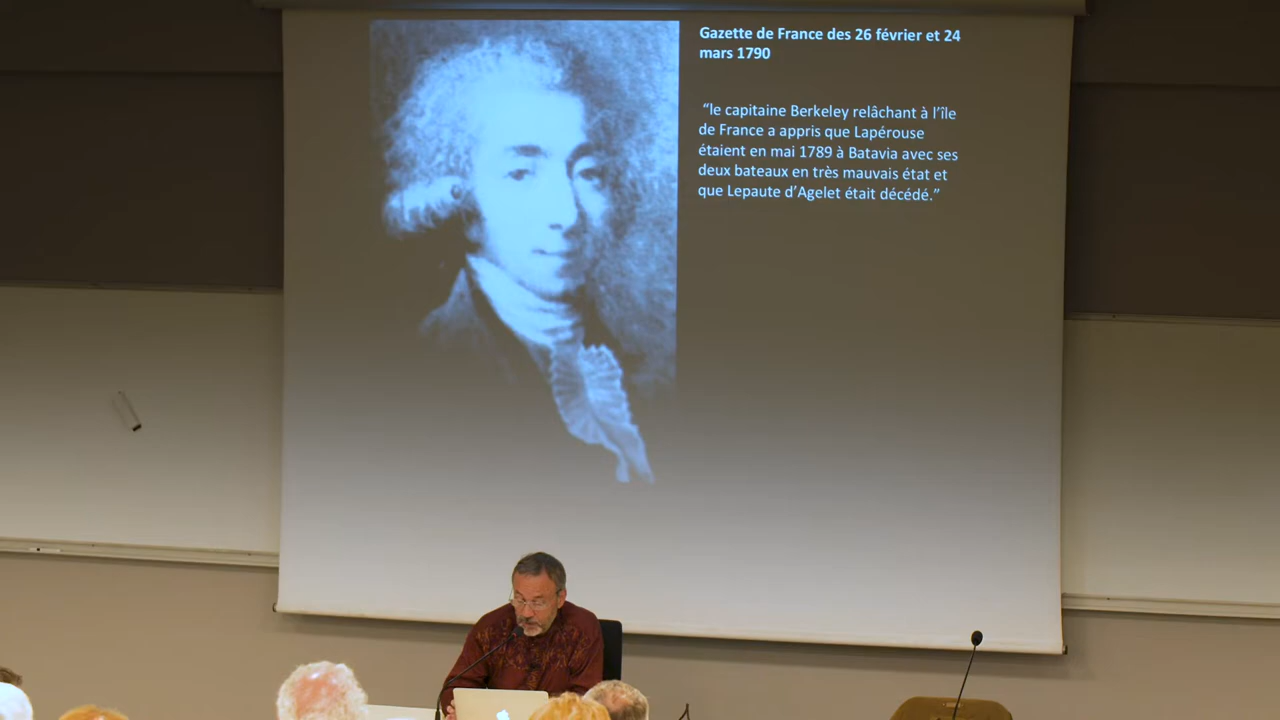 Gazette de France des 26 février et 24
mars 1790
“le capitaine Berkeley relâchant à l’île
de France a appris que Lapérouse
étaient en mai 1789 à Batavia avec ses
deux bateaux en très mauvais état et
que Lepaute d’Agelet était décédé.”